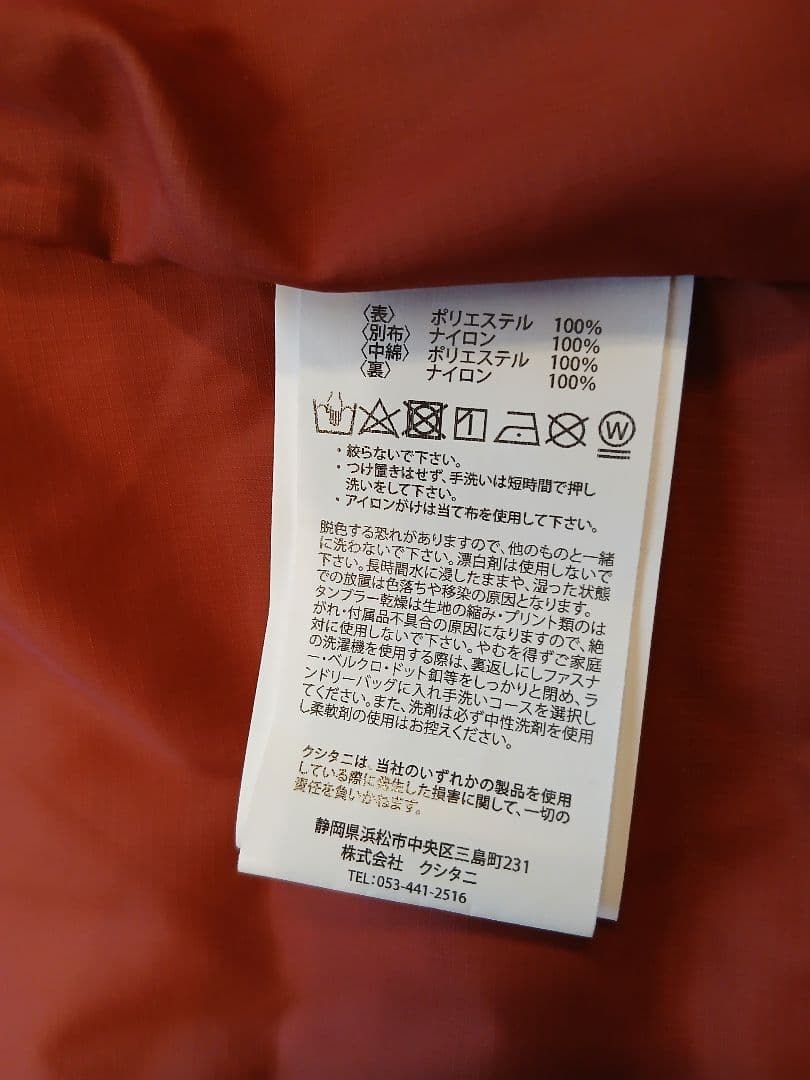 〈表〉 ポリエステル 100%
〈別布〉 ナイロン 100%
〈中綿〉 ポリエステル 100%
〈裏〉 ナイロン 100%
W
・絞らないで下さい。
・つけ置きはせず、手洗いは短時間で押し
洗いをして下さい。
・アイロンがけは当て布を使用して下さい。
脱色する恐れがありますので、他のものと一緒
に洗わないで下さい。漂白剤は使用しないで
下さい。長時間水に浸したままや、湿った状態
での放置は色落ちや移染の原因となります。
タンブラー乾燥は生地の縮み・プリント類のは
がれ・付属品不具合の原因になりますので、絶
対に使用しないで下さい。やむを得ずご家庭
の洗濯機を使用する際は、裏返しにしファスナ
ー・ベルクロ・ドット釦等をしっかりと閉め、ラ
ンドリーバッグに入れ手洗いコースを選択し
てください。また、洗剤は必ず中性洗剤を使用
し柔軟剤の使用はお控えください。
クシタニは、当社のいずれかの製品を使用
している際に発生した損害に関して、一切の
責任を負いかねます。
静岡県浜松市中央区三島町231
株式会社 クシタニ
TEL:053-441-2516